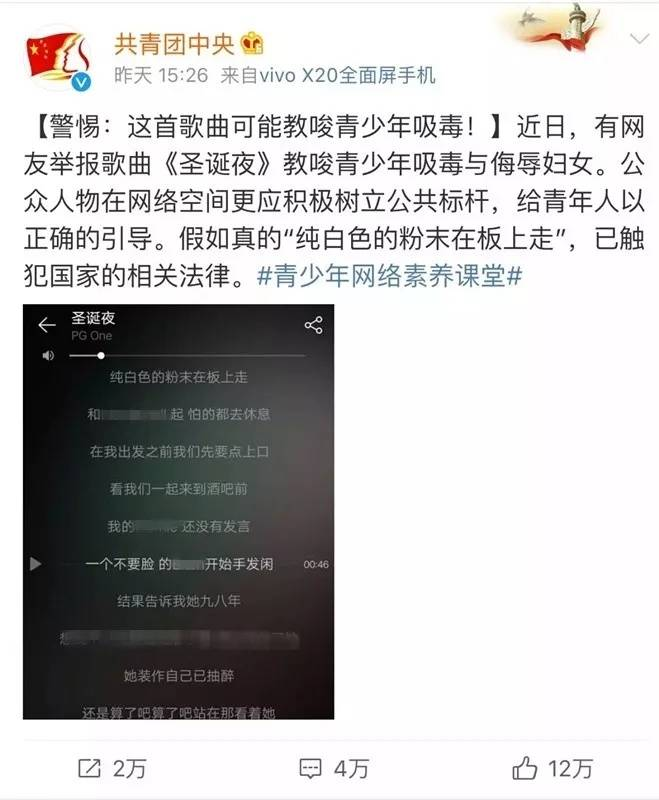 共青团中央
昨天 15:26 来自vivo X20全面屏手机
【警惕：这首歌曲可能教唆青少年吸毒！】近日，有网
友举报歌曲《圣诞夜》教唆青少年吸毒与侮辱妇女。公
众人物在网络空间更应积极树立公共标杆，给青年人以
正确的引导。假如真的“纯白色的粉末在板上走”，已触
犯国家的相关法律。#青少年网络素养课堂#
圣诞夜
PG One
纯白色的粉末在板上走
和 起 怕的都去休息
在我出发之前我们先要点上口
看我们一起来到酒吧前
我的 还没有发言
一个不要脸 的 开始手发闲 00:46
结果告诉我她九八年
她装作自己已抽醉
还是算了吧算了吧站在那看着她
2万 4万 12万